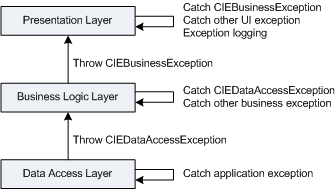 Presentation Layer
Catch CIEBusinessException
Catch other UI exception
Exception logging
Throw CIEBusinessException
Business Logic Layer
Catch CIEDataAccessException
Catch other business exception
Throw CIEDataAccessException
Data Access Layer
Catch application exception